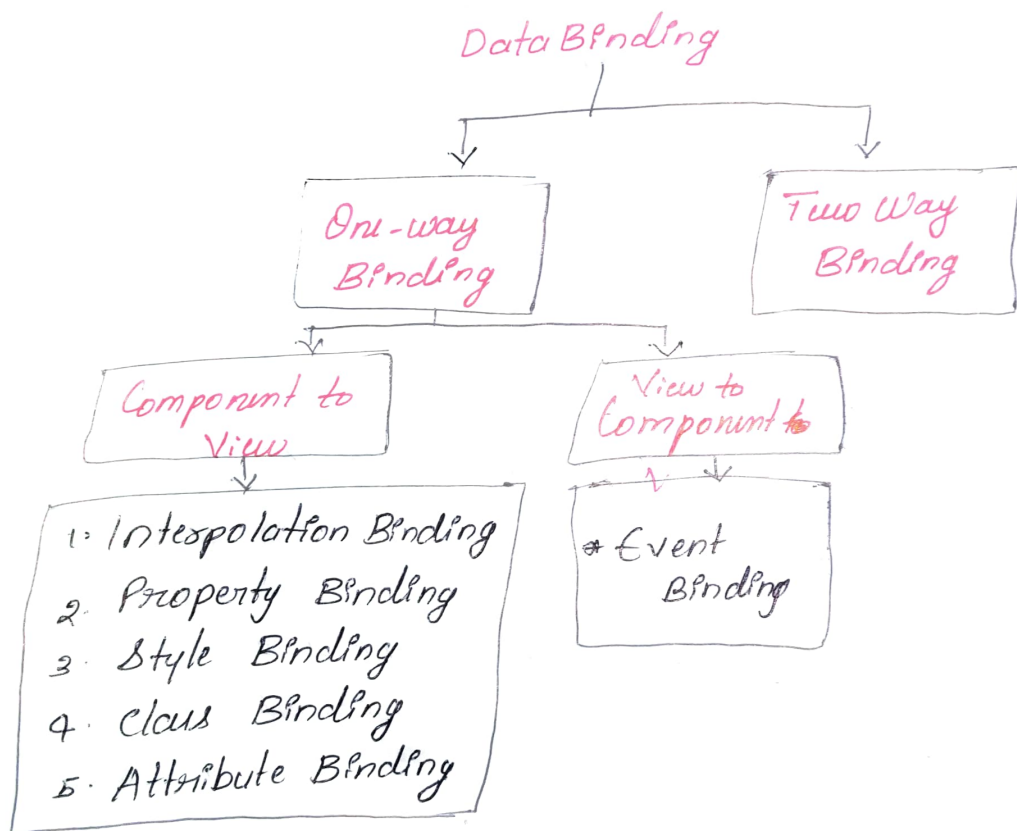 Data Binding
One-way
Binding
Two Way
Binding
Component to
View
View to
Component to
1. Interpolation Binding
2. Property Binding
3. Style Binding
4. Class Binding
5. Attribute Binding
* Event
Binding